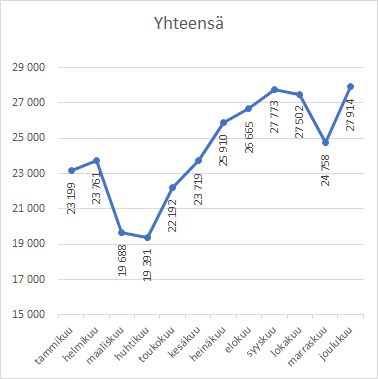 Yhteensä
29 000
27 000
25 000
23 000
21 000
19 000
17 000
15 000
23 199
23 761
19 688
19 391
22 192
23 719
25 910
26 665
27 773
27 502
24 758
27 914
tammikuu
helmikuu
maaliskuu
huhtikuu
toukokuu
kesäkuu
heinäkuu
elokuu
syyskuu
lokakuu
marraskuu
joulukuu